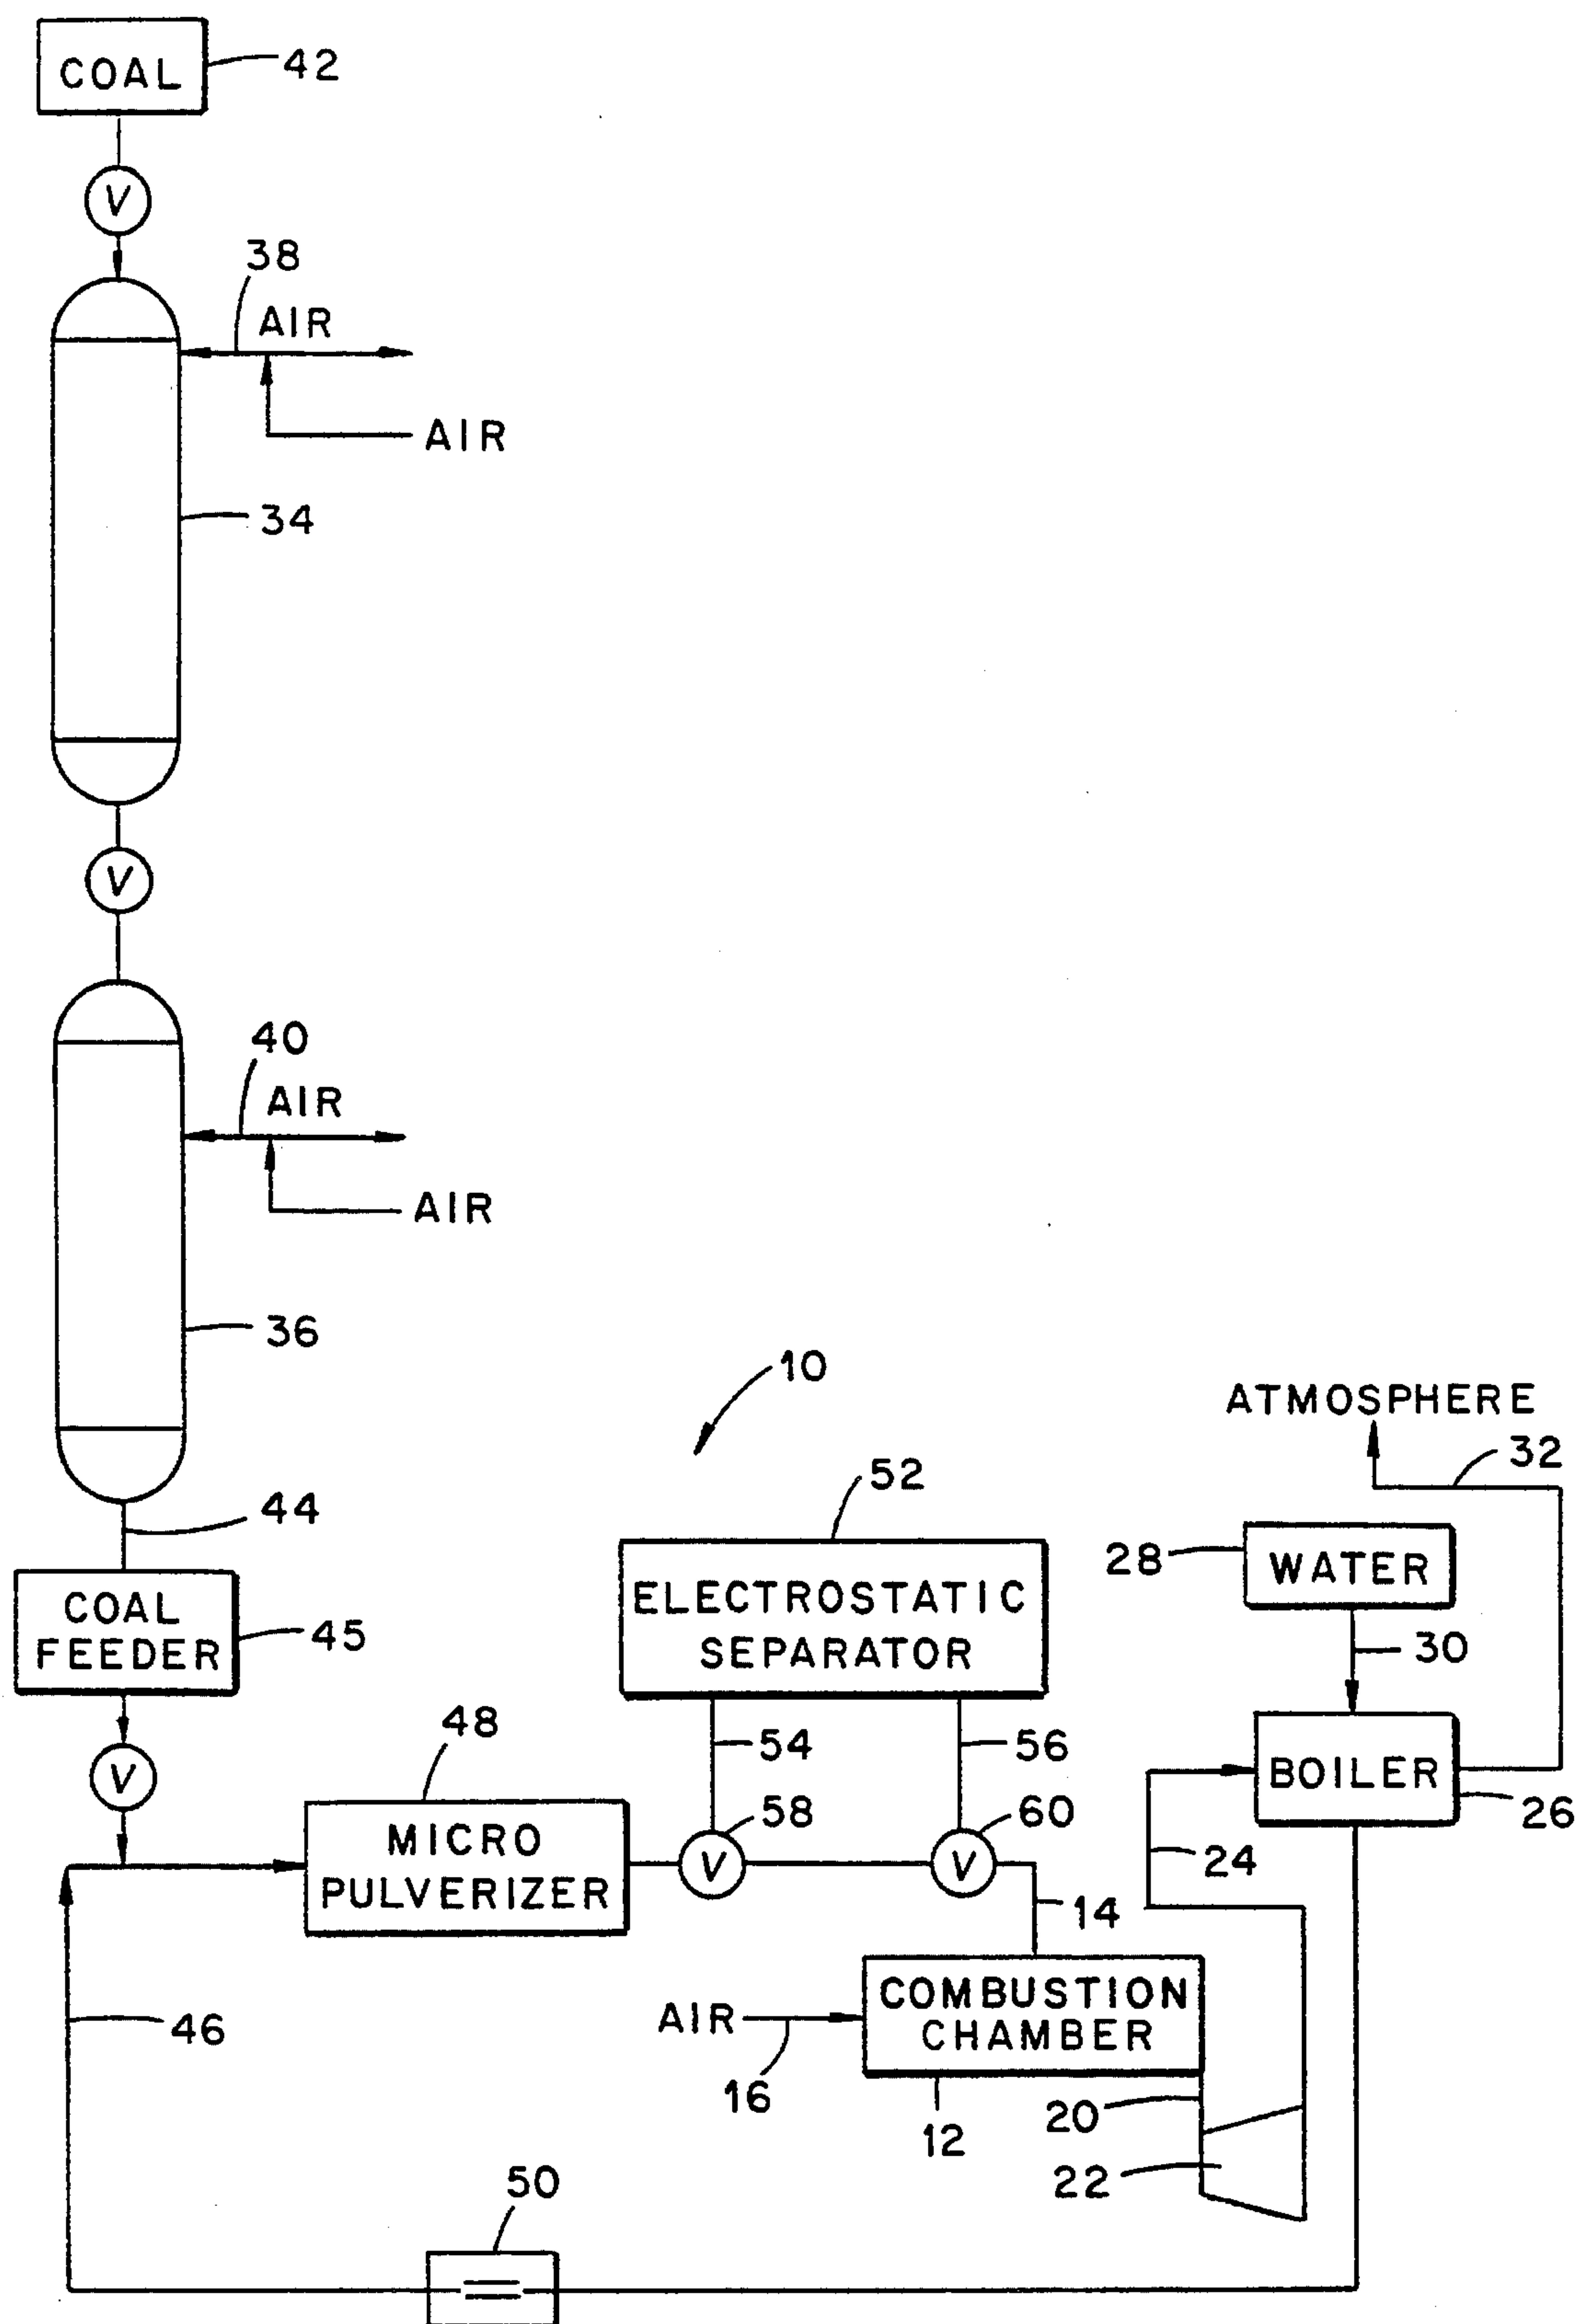 COAL
42
V
38
AIR
AIR
34
V
40
AIR
AIR
36
10
ATMOSPHERE
32
52
44
28
WATER
ELECTROSTATIC
SEPARATOR
COAL
FEEDER
45
30
48
54
56
BOILER
26
V
58
60
MICRO
PULVERIZER
V
V
24
14
COMBUSTION
CHAMBER
AIR
46
16
12
20
22
50